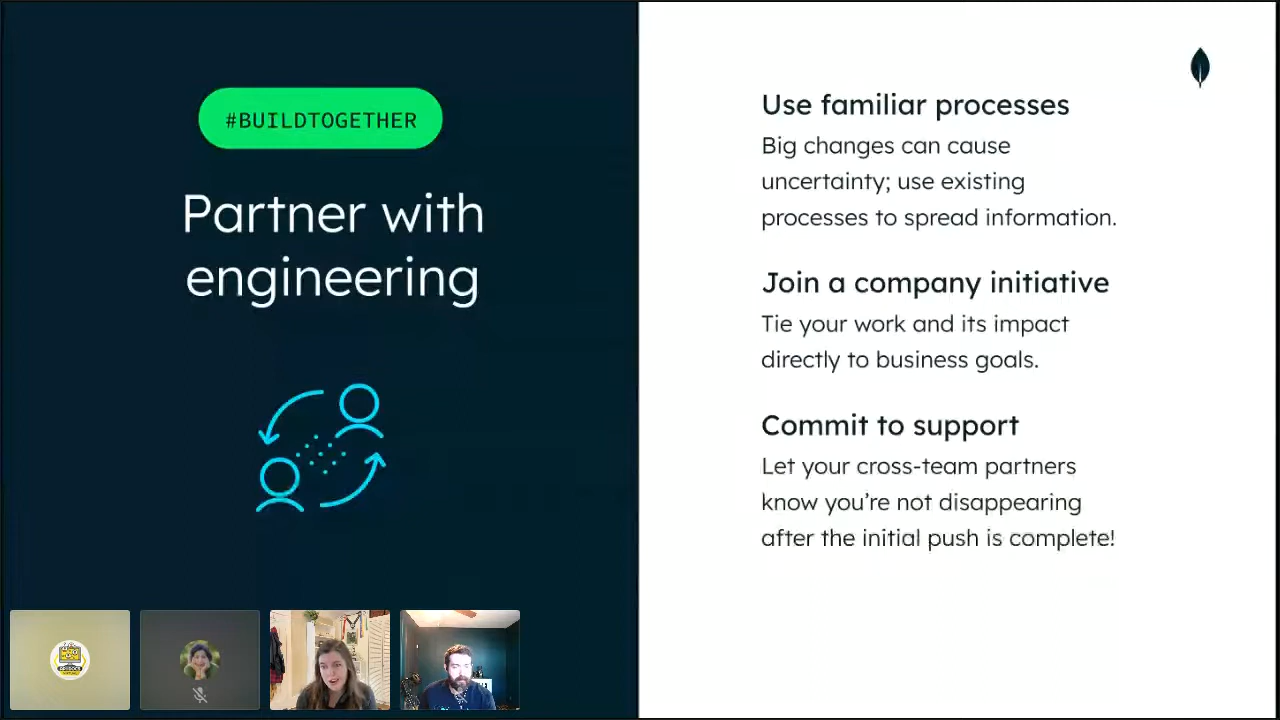 #BUILDTOGETHER
Partner with
engineering
Use familiar processes
Big changes can cause
uncertainty; use existing
processes to spread information.
Join a company initiative
Tie your work and its impact
directly to business goals.
Commit to support
Let your cross-team partners
know you're not disappearing
after the initial push is complete!